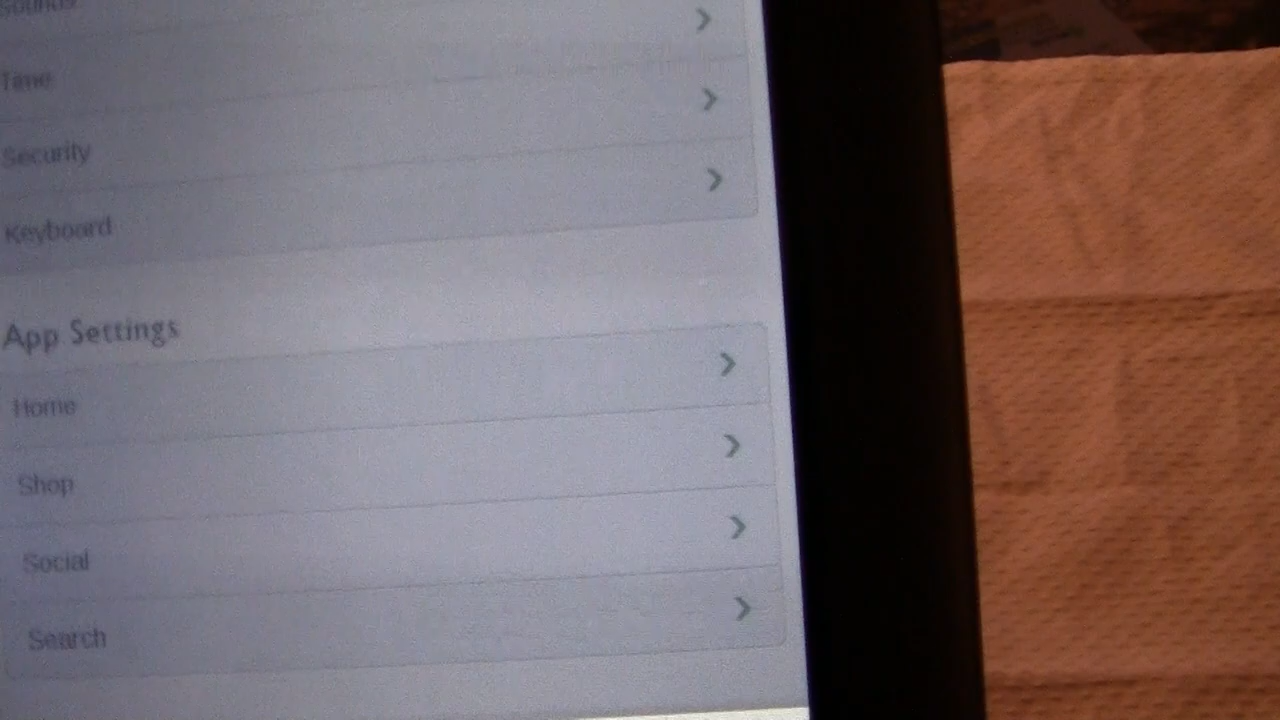 Sounds
Time
Security
Keyboard
App Settings
Home
Shop
Social
Search